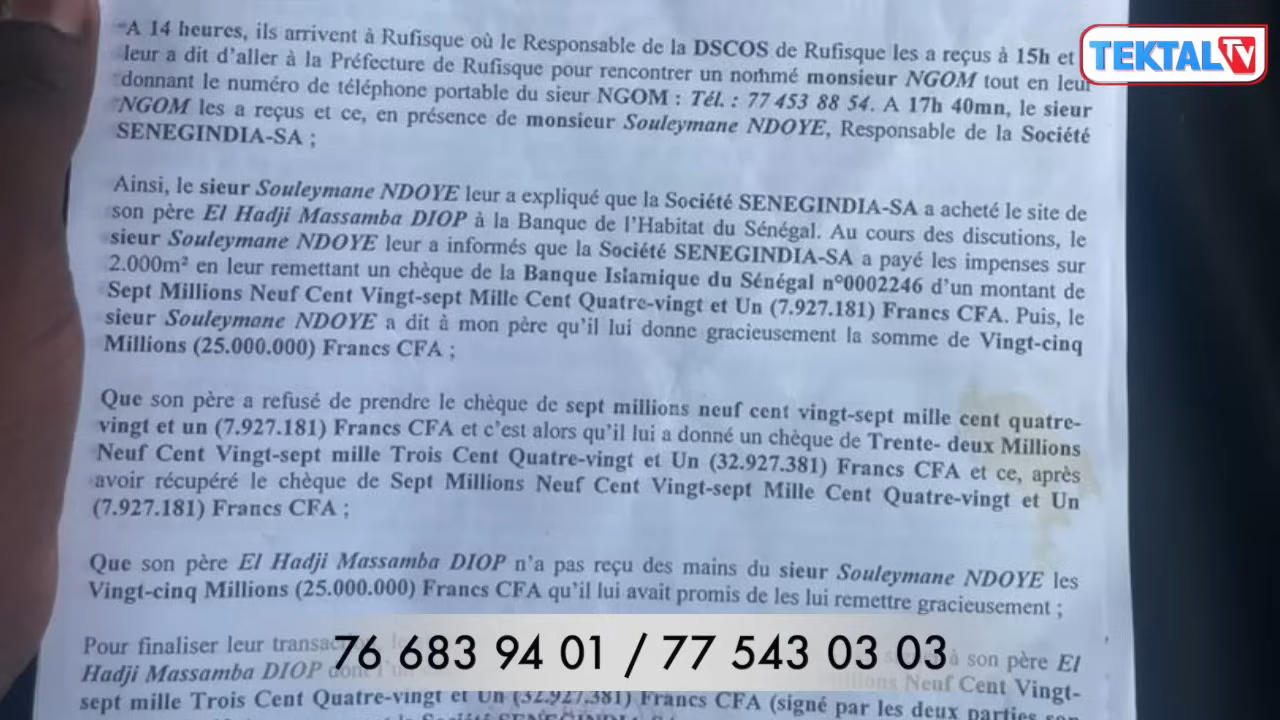 TEKTAL TV
"A 14 heures, ils arrivent à Rufisque où le Responsable de la DSCOS de Rufisque les a reçus à 15h et
leur a dit d'aller à la Préfecture de Rufisque pour rencontrer un nommé monsieur NGOM tout en leur
donnant le numéro de téléphone portable du sieur NGOM : Tél. : 77 453 88 54. A 17h 40mn, le sieur
NGOM les a reçus et ce, en présence de monsieur Souleymane NDOYE, Responsable de la Société
SENEGINDIA-SA ;
Ainsi, le sieur Souleymane NDOYE leur a expliqué que la Société SENEGINDIA-SA a acheté le site de
son père El Hadji Massamba DIOP à la Banque de l'Habitat du Sénégal. Au cours des discutions, le
sieur Souleymane NDOYE leur a informés que la Société SENEGINDIA-SA a payé les impenses sur
2.000m² en leur remettant un chèque de la Banque Islamique du Sénégal n°0002246 d'un montant de
Sept Millions Neuf Cent Vingt-sept Mille Cent Quatre-vingt et Un (7.927.181) Francs CFA. Puis, le
sieur Souleymane NDOYE a dit à mon père qu'il lui donne gracieusement la somme de Vingt-cinq
Millions (25.000.000) Francs CFA ;
Que son père a refusé de prendre le chèque de sept millions neuf cent vingt-sept mille cent quatre-
vingt et un (7.927.181) Francs CFA et c'est alors qu'il lui a donné un chèque de Trente- deux Millions
Neuf Cent Vingt-sept mille Trois Cent Quatre-vingt et Un (32.927.381) Francs CFA et ce, après
avoir récupéré le chèque de Sept Millions Neuf Cent Vingt-sept Mille Cent Quatre-vingt et Un
(7.927.181) Francs CFA ;
Que son père El Hadji Massamba DIOP n'a pas reçu des mains du sieur Souleymane NDOYE les
Vingt-cinq Millions (25.000.000) Francs CFA qu'il lui avait promis de les lui remettre gracieusement ;
Pour finaliser leur à son père El
76 683 94 01 / 77 543 03 03
Hadji Massamba DIOP Millions Neuf Cent Vingt-
sept mille Trois Cent Quatre-vingt et Un (32.927.381) Francs CFA (signé par les deux parties